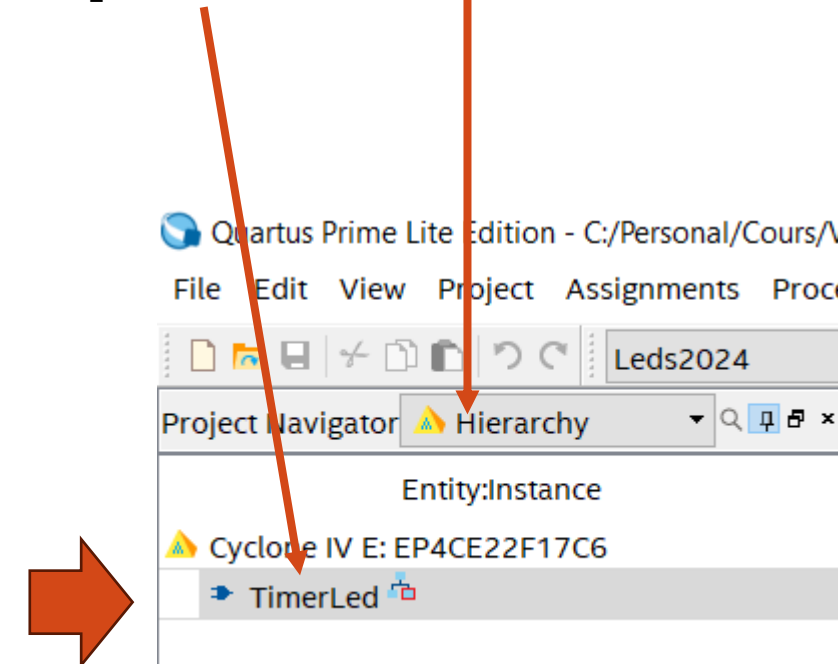 Quartus Prime Lite Edition - C:/Personal/Cours/
File Edit View Project Assignments Proc
Leds2024
Project Navigator Hierarchy
Entity:Instance
Cyclone IV E: EP4CE22F17C6
TimerLed